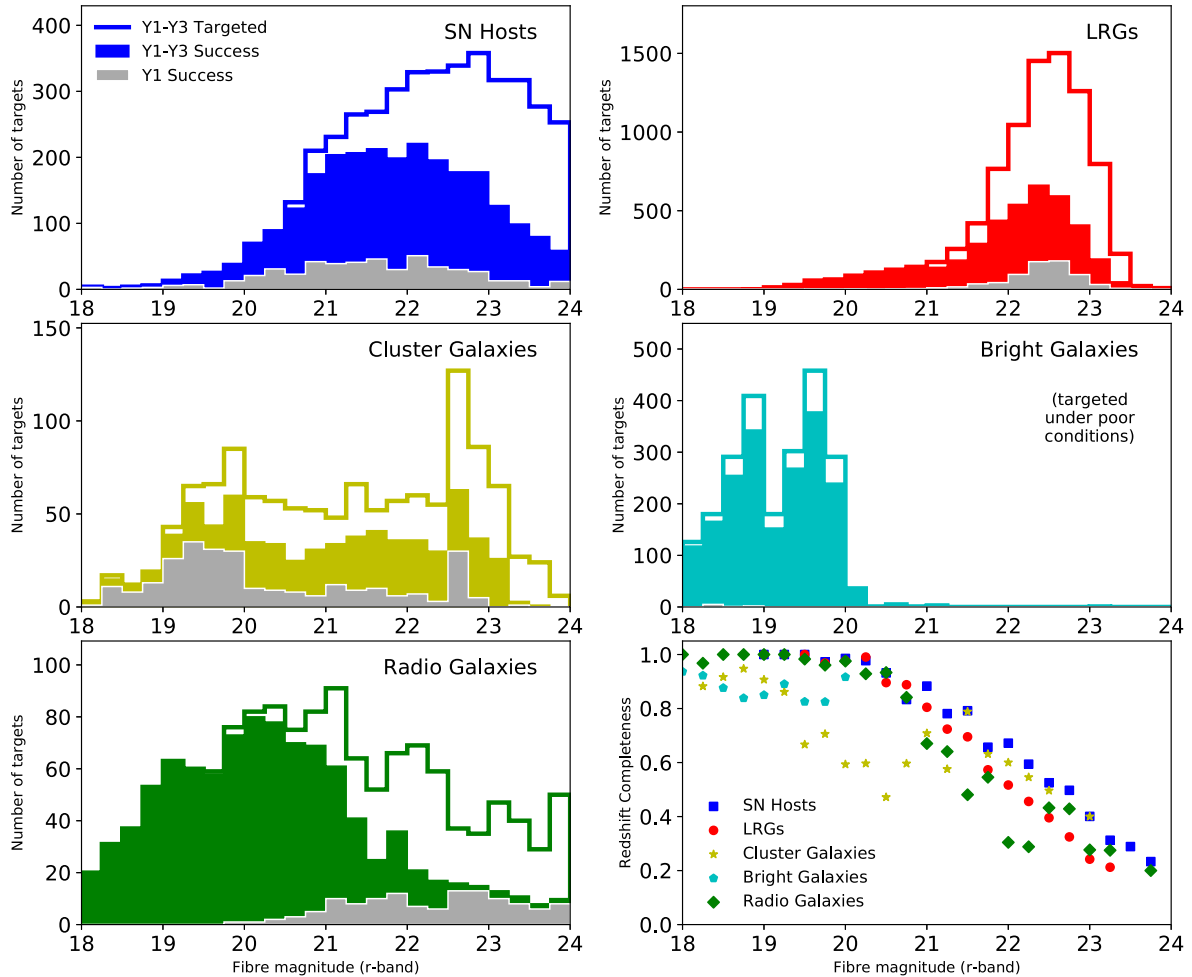 SN Hosts
Y1-Y3 Targeted
Y1-Y3 Success
Y1 Success
Number of targets
400
300
200
100
0
18 19 20 21 22 23 24
LRGs
Number of targets
1500
1000
500
0
18 19 20 21 22 23 24
Cluster Galaxies
Number of targets
150
100
50
0
18 19 20 21 22 23 24
Bright Galaxies
(targeted
under poor
conditions)
Number of targets
500
400
300
200
100
0
18 19 20 21 22 23 24
Radio Galaxies
Number of targets
100
80
60
40
20
0
18 19 20 21 22 23 24
Fibre magnitude (r-band)
Redshift Completeness
1.0
0.8
0.6
0.4
0.2
0.0
SN Hosts
LRGs
Cluster Galaxies
Bright Galaxies
Radio Galaxies
18 19 20 21 22 23 24
Fibre magnitude (r-band)